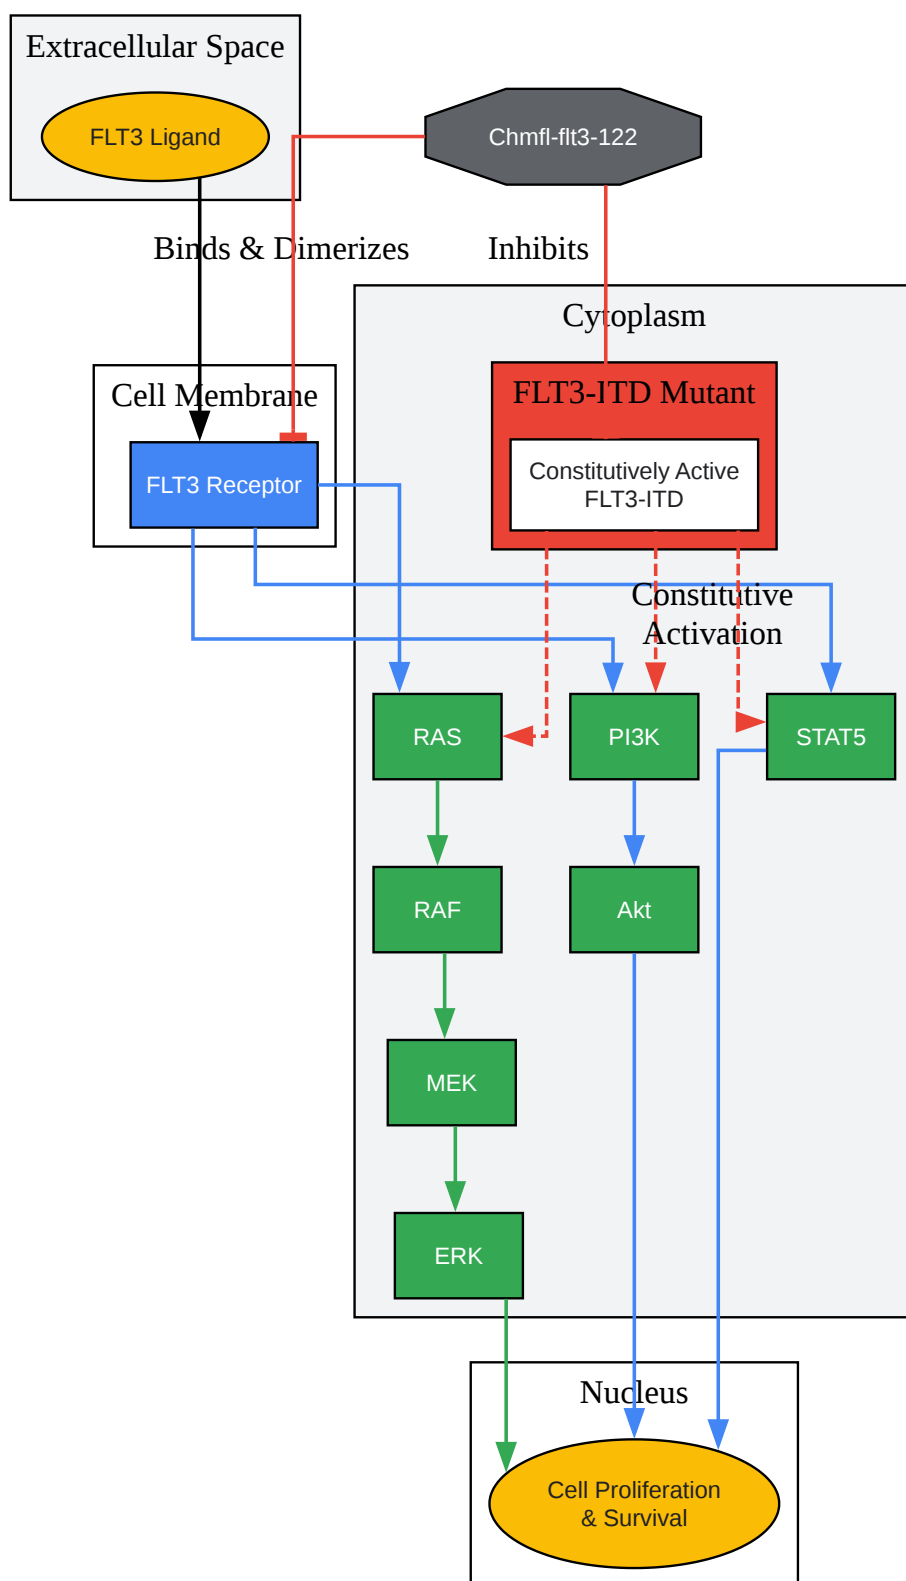 Extracellular Space
FLT3 Ligand
Chmfl-flt3-122
Binds & Dimerizes
Inhibits
Cytoplasm
Cell Membrane
FLT3-ITD Mutant
FLT3 Receptor
Constitutively Active
FLT3-ITD
Constitutive
Activation
RAS
PI3K
STAT5
RAF
Akt
MEK
ERK
Nucleus
Cell Proliferation
& Survival